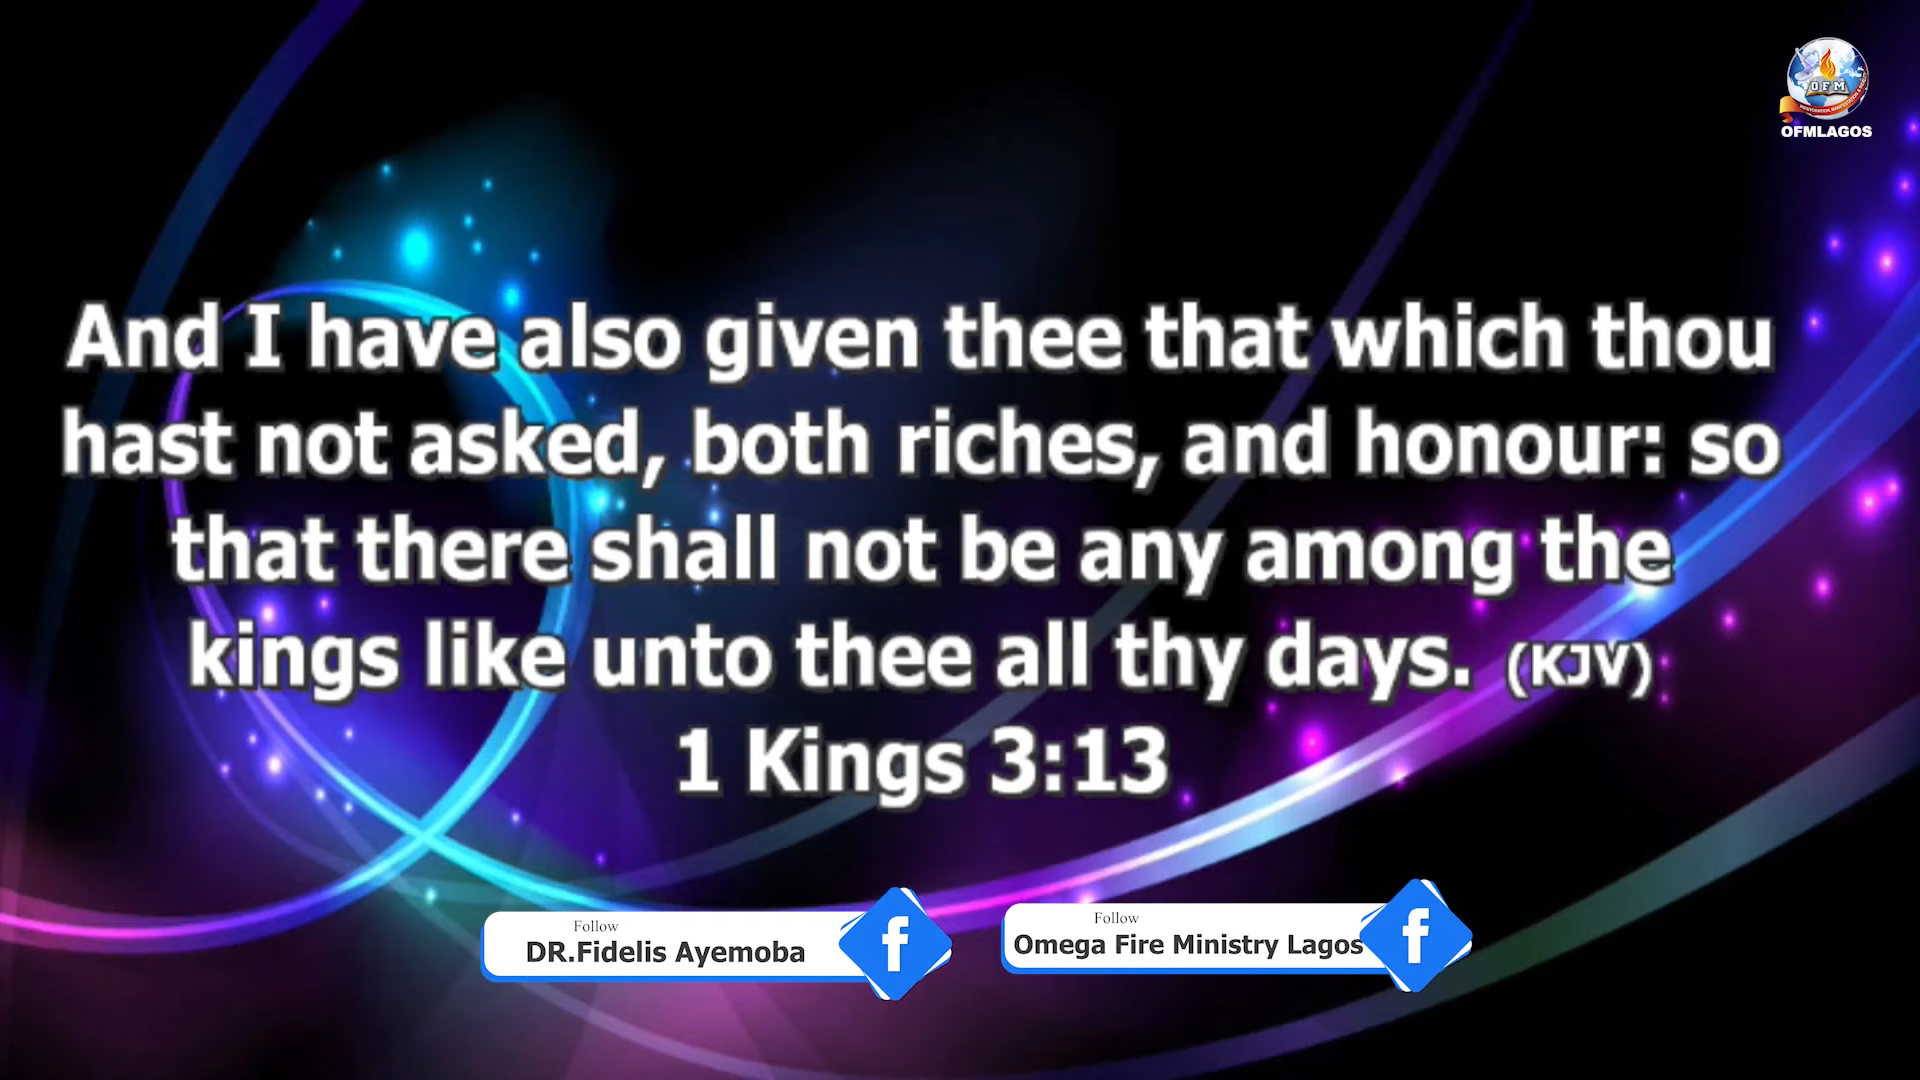 OFM
OFMLAGOS
And I have also given thee that which thou
hast not asked, both riches, and honour: so
that there shall not be any among the
kings like unto thee all thy days. (KJV)
1 Kings 3:13
Follow
DR.Fidelis Ayemoba
Follow
Omega Fire Ministry Lagos